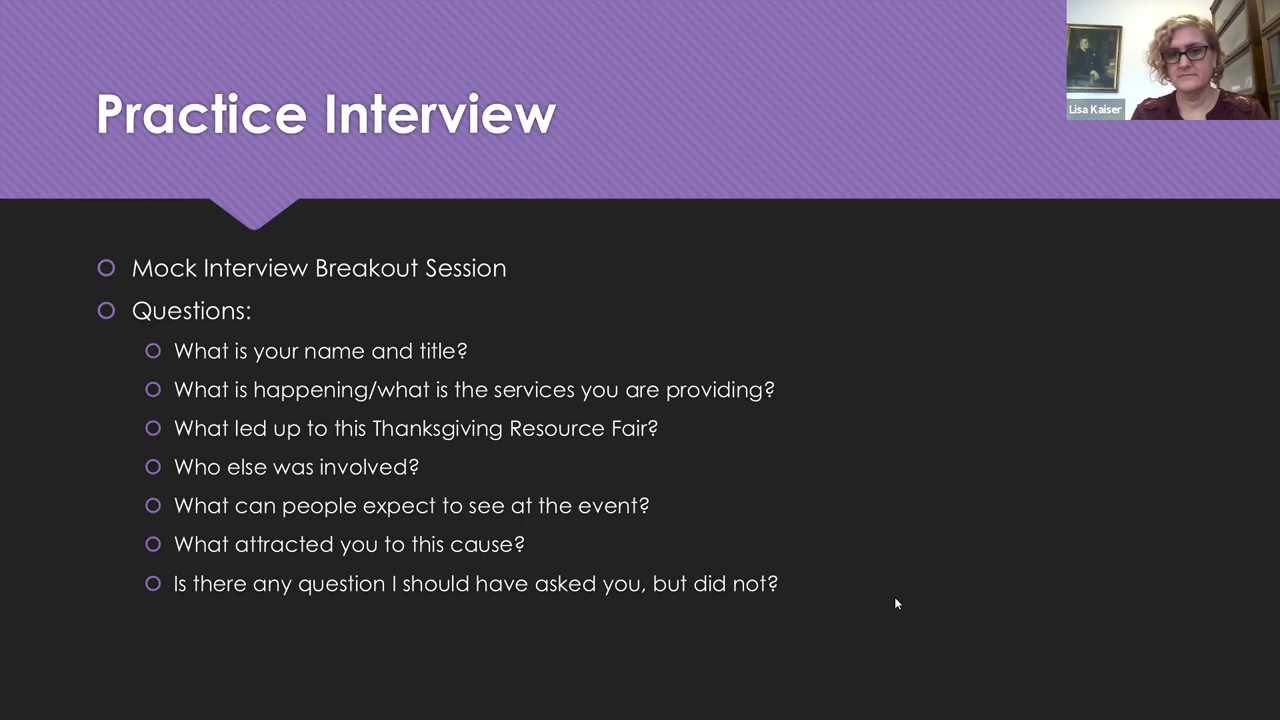 Practice Interview
Lisa Kaiser
Mock Interview Breakout Session
Questions:
What is your name and title?
What is happening/what is the services you are providing?
What led up to this Thanksgiving Resource Fair?
Who else was involved?
What can people expect to see at the event?
What attracted you to this cause?
Is there any question I should have asked you, but did not?